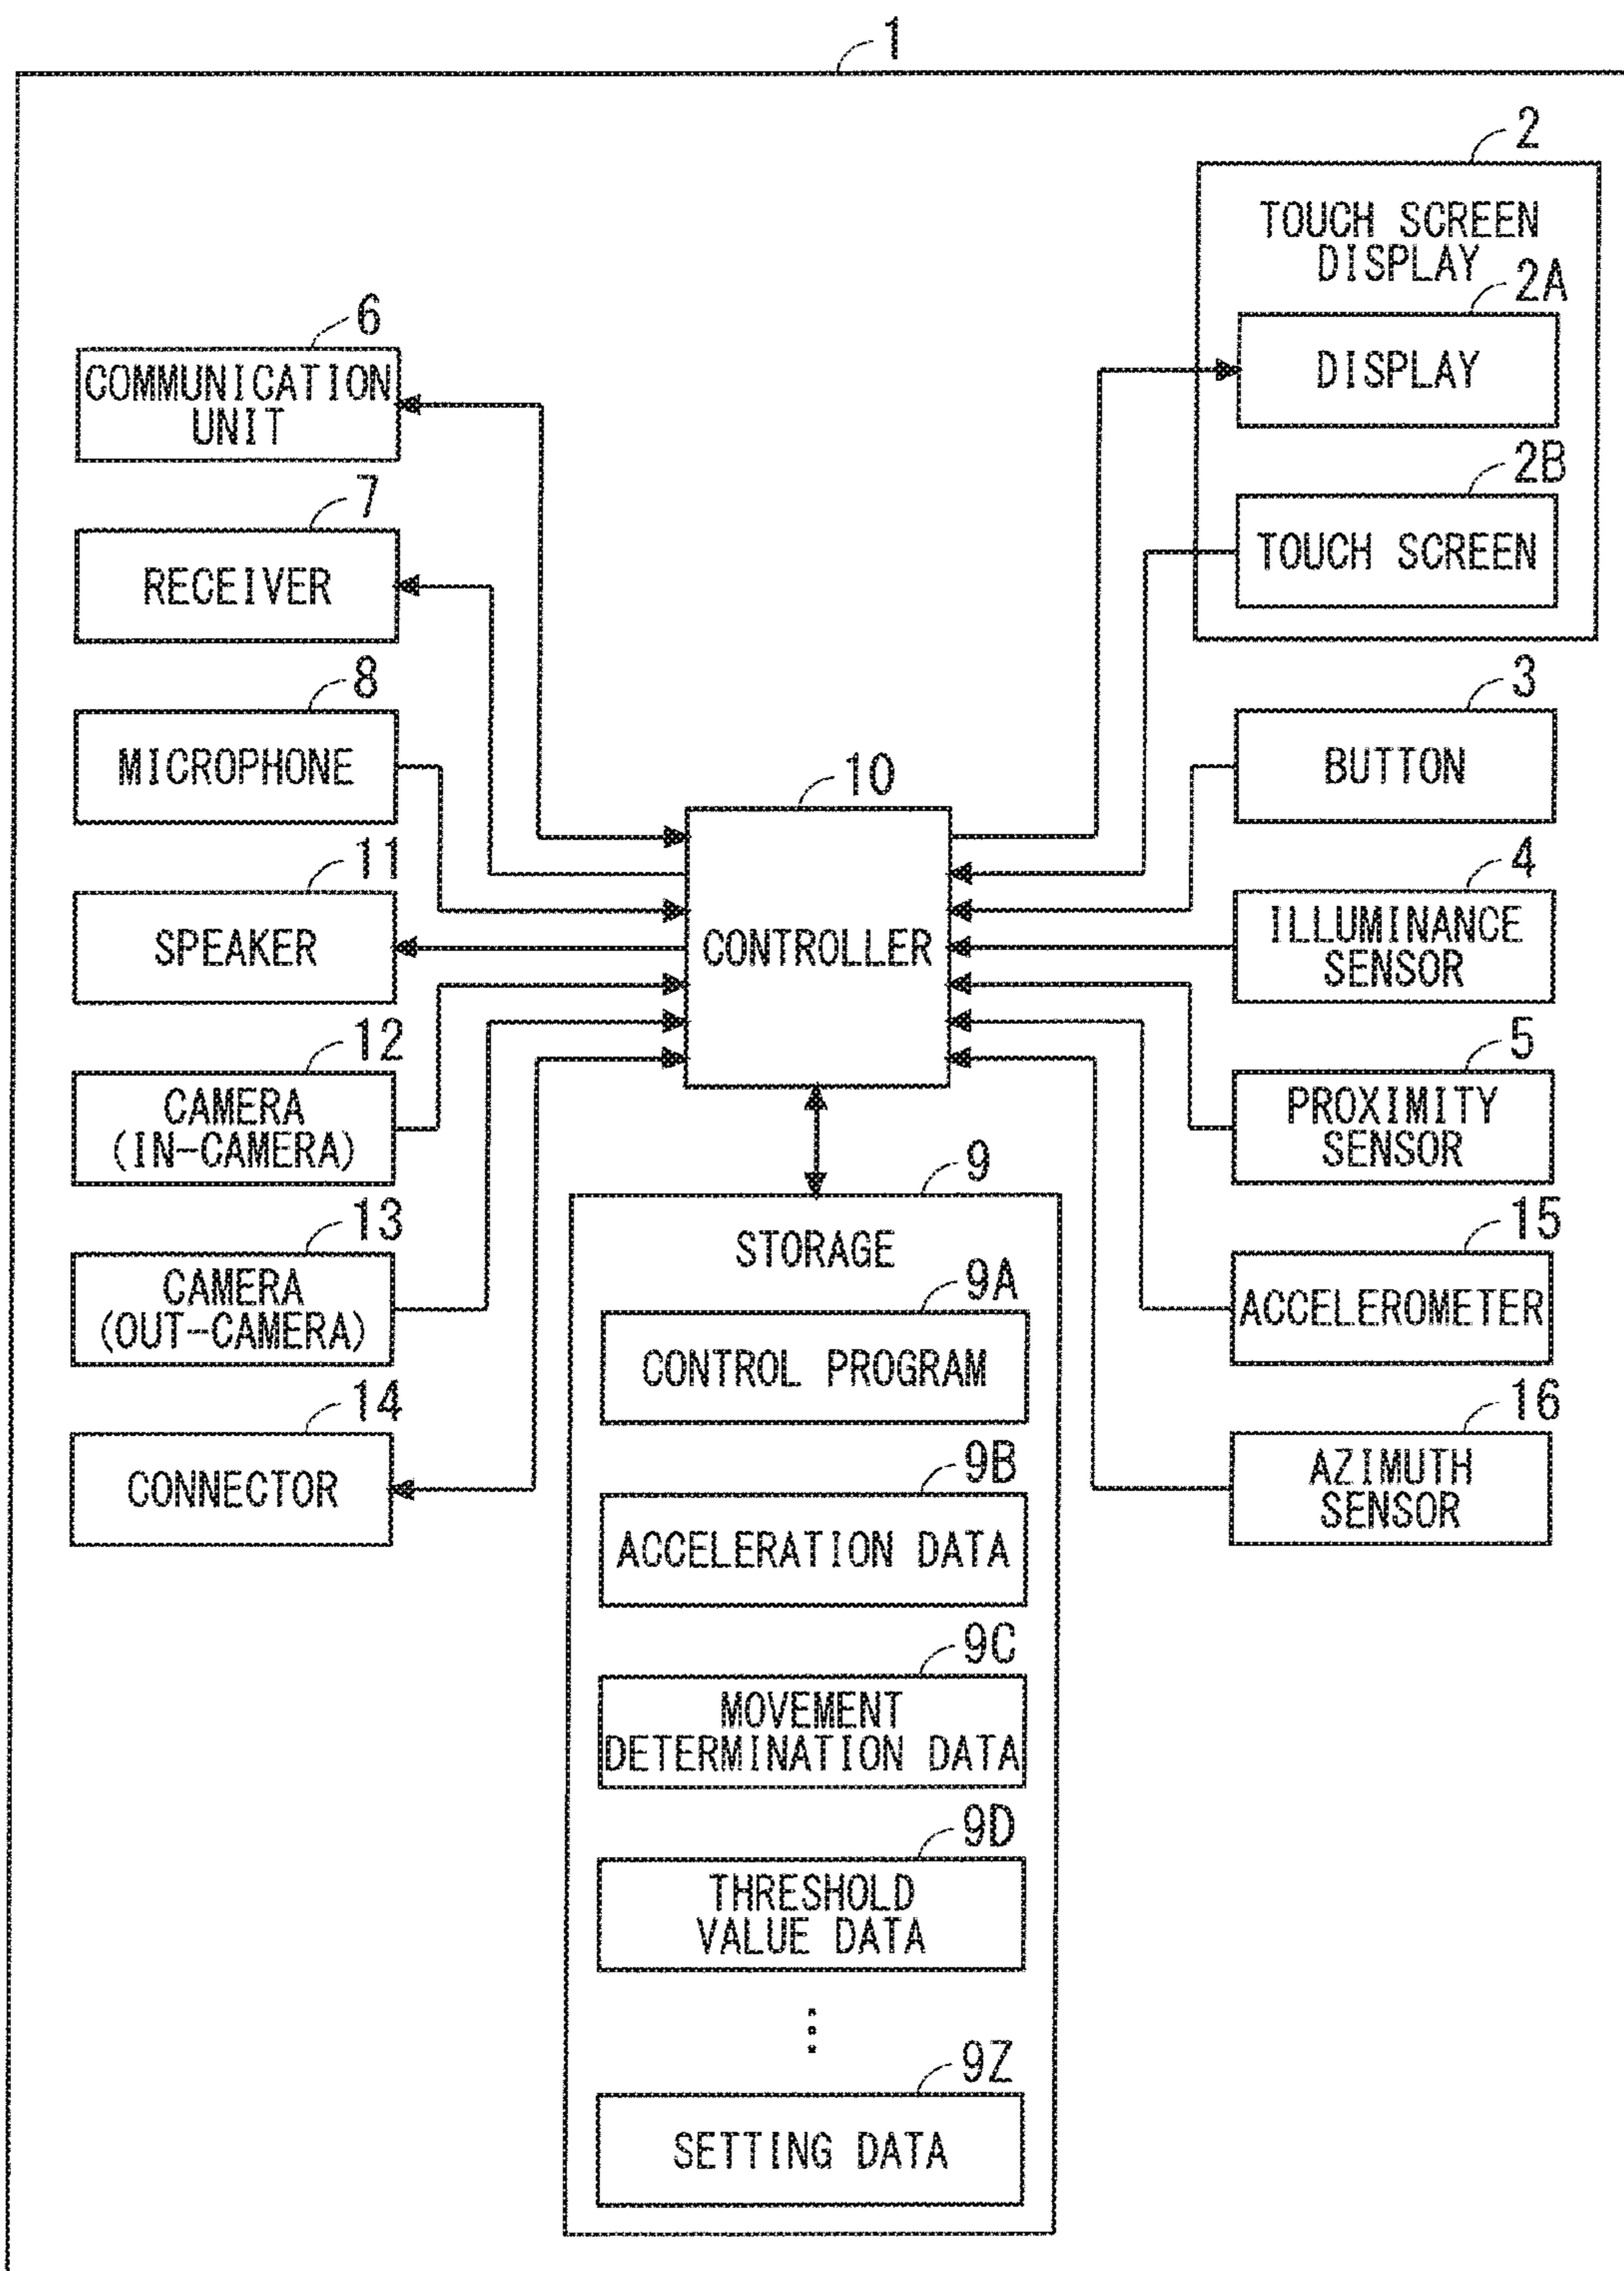 1
2
TOUCH SCREEN
DISPLAY
2A
DISPLAY
2B
TOUCH SCREEN
6
COMMUNICATION
UNIT
7
RECEIVER
8
MICROPHONE
11
SPEAKER
12
CAMERA
(IN-CAMERA)
13
CAMERA
(OUT-CAMERA)
14
CONNECTOR
10
CONTROLLER
3
BUTTON
4
ILLUMINANCE
SENSOR
5
PROXIMITY
SENSOR
15
ACCELEROMETER
16
AZIMUTH
SENSOR
9
STORAGE
9A
CONTROL PROGRAM
9B
ACCELERATION DATA
9C
MOVEMENT
DETERMINATION DATA
9D
THRESHOLD
VALUE DATA
⋮
9Z
SETTING DATA